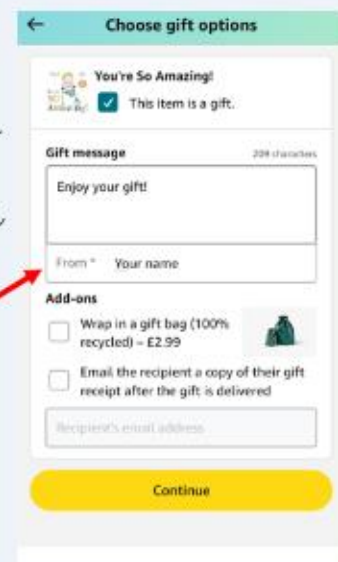 Choose gift options
You're So Amazing!
This item is a gift.
Gift message
209 characters
Enjoy your gift!
From * Your name
Add-ons
Wrap in a gift bag (100%
recycled) – £2.99
Email the recipient a copy of their gift
receipt after the gift is delivered
Recipient's email address
Continue